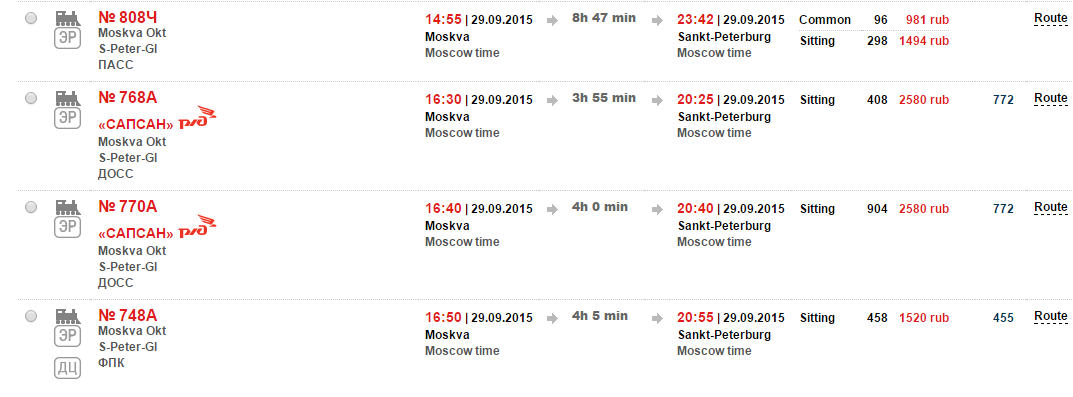 № 808Ч 14:55 | 29.09.2015 8h 47 min 23:42 | 29.09.2015 Common 96 981 rub Route
ЭР Moskva Okt Moskva Sankt-Peterburg Sitting 298 1494 rub
S-Peter-Gl Moscow time Moscow time
ПАСС
№ 768А 16:30 | 29.09.2015 3h 55 min 20:25 | 29.09.2015 Sitting 408 2580 rub 772 Route
ЭР «САПСАН» ржд Moskva Sankt-Peterburg
Moskva Okt Moscow time Moscow time
S-Peter-Gl
ДОСС
№ 770А 16:40 | 29.09.2015 4h 0 min 20:40 | 29.09.2015 Sitting 904 2580 rub 772 Route
ЭР «САПСАН» ржд Moskva Sankt-Peterburg
Moskva Okt Moscow time Moscow time
S-Peter-Gl
ДОСС
№ 748А 16:50 | 29.09.2015 4h 5 min 20:55 | 29.09.2015 Sitting 458 1520 rub 455 Route
ЭР Moskva Okt Moskva Sankt-Peterburg
S-Peter-Gl Moscow time Moscow time
ДЦ ФПК